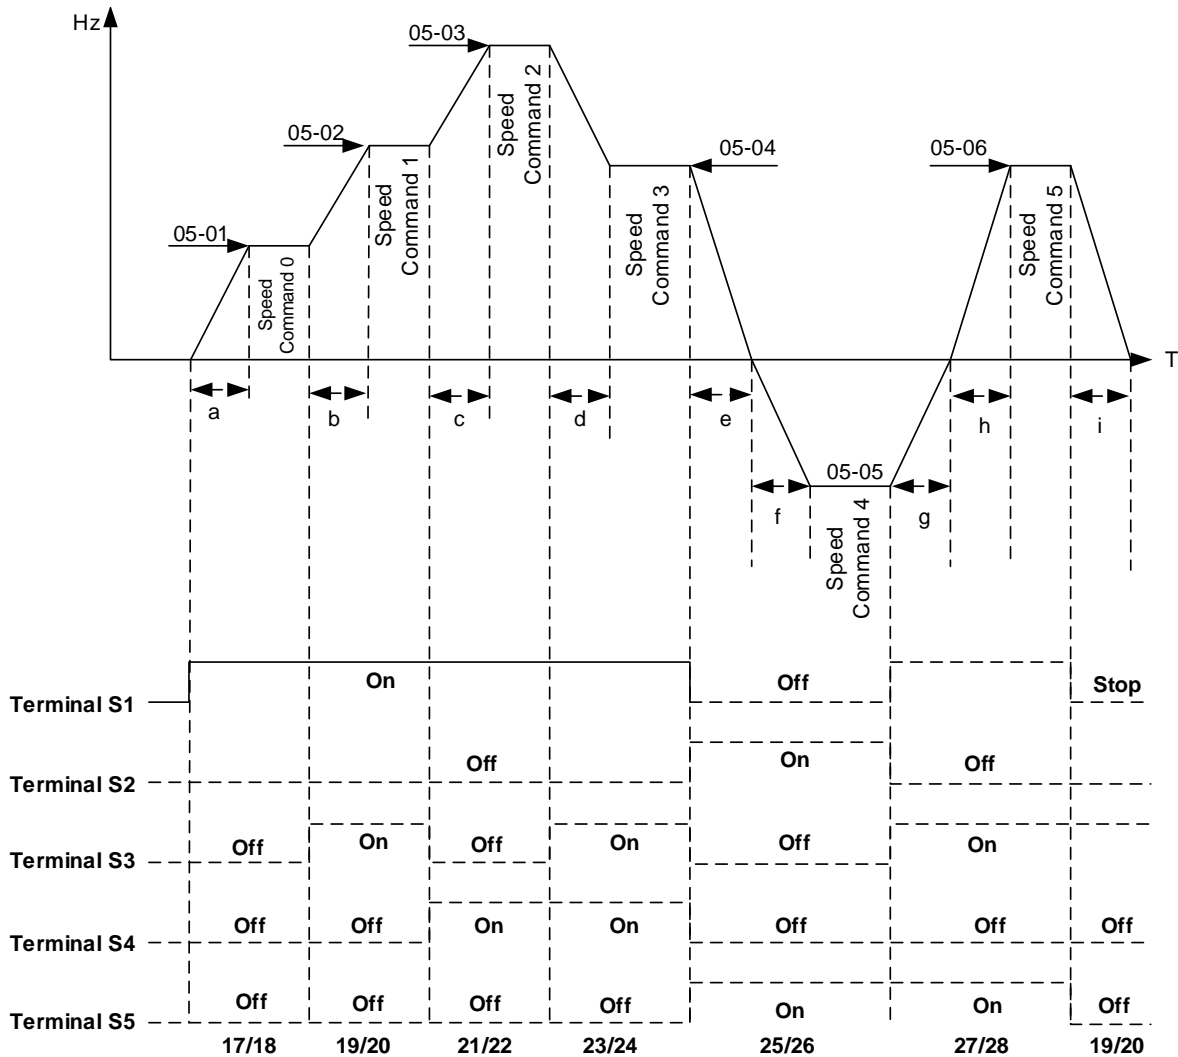 Hz
05-03
05-02
05-04
05-06
05-01
Speed
Command 0
Speed
Command 1
Speed
Command 2
Speed
Command 3
Speed
Command 5
T
a
b
c
d
e
h
i
05-05
f
g
Speed
Command 4
Terminal S1
On
Off
Stop
Terminal S2
Off
On
Off
Terminal S3
Off
On
Off
On
Off
On
Terminal S4
Off
Off
On
On
Off
Off
Off
Terminal S5
Off
Off
Off
Off
On
On
Off
17/18
19/20
21/22
23/24
25/26
27/28
19/20